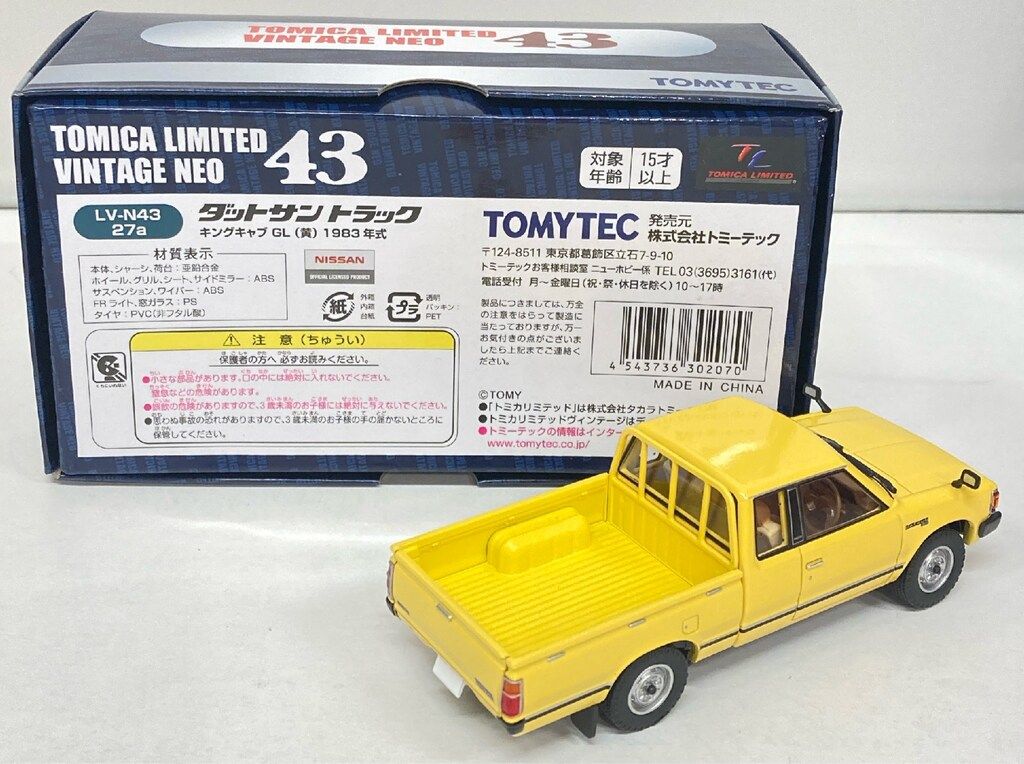 TOMICA LIMITED
VINTAGE NEO 43
TOMYTEC
TOMICA LIMITED
VINTAGE NEO 43
対象
年齢
15才
以上
TL
TOMICA LIMITED
LV-N43
27a
ダットサン トラック
キングキャブ GL (黄) 1983年式
材質表示
本体、シャーシ、荷台:亜鉛合金
ホイール、グリル、シート、サイドミラー:ABS
サスペンション、ワイパー:ABS
FRライト、窓ガラス:PS
タイヤ:PVC(非フタル酸)
NISSAN
OFFICIAL LICENSED PRODUCT
紙
外箱
内箱
台紙
プラ
透明
パッキン:
PET
注意(ちゅうい)
保護者の方へ 必ずお読みください。
●小さな部品があります。口の中には絶対に入れないでください。
窒息などの危険があります。
●誤飲の危険がありますので、3歳未満のお子様には絶対に与えないでください。
●思わぬ事故の恐れがありますので、3歳未満のお子様の手の届かないところに
保管してください。
TOMYTEC 発売元
株式会社トミーテック
〒124-8511 東京都葛飾区立石7-9-10
トミーテックお客様相談室 ニューホビー係 TEL 03(3695)3161(代)
電話受付 月〜金曜日(祝・祭・休日を除く)10〜17時
製品につきましては、万全
の注意をはらって製造に
当たっておりますが、万一
お気付きの点がございま
したら上記までご連絡く
ださい。
4 543736 302070
MADE IN CHINA
©TOMY
●「トミカリミテッド」は株式会社タカラトミー
●トミカリミテッドヴィンテージはテ
●トミーテックの情報はインター
www.tomytec.co.jp/